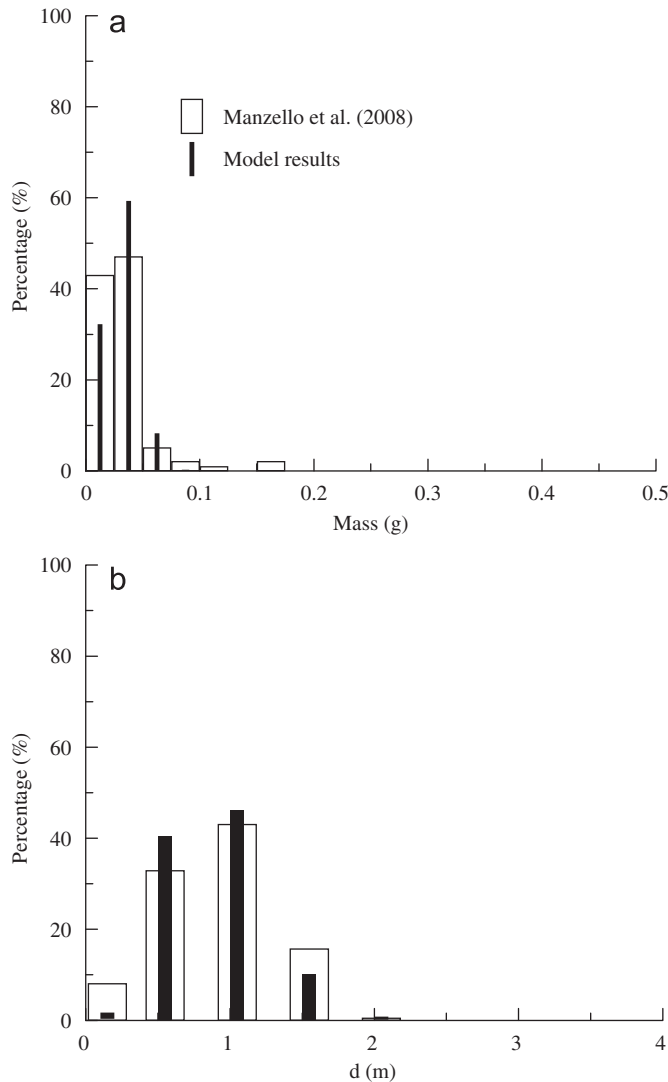 a
100
80
60
40
20
0
Percentage (%)
Manzello et al. (2008)
Model results
0 0.1 0.2 0.3 0.4 0.5
Mass (g)
b
100
80
60
40
20
0
Percentage (%)
0 1 2 3 4
d (m)